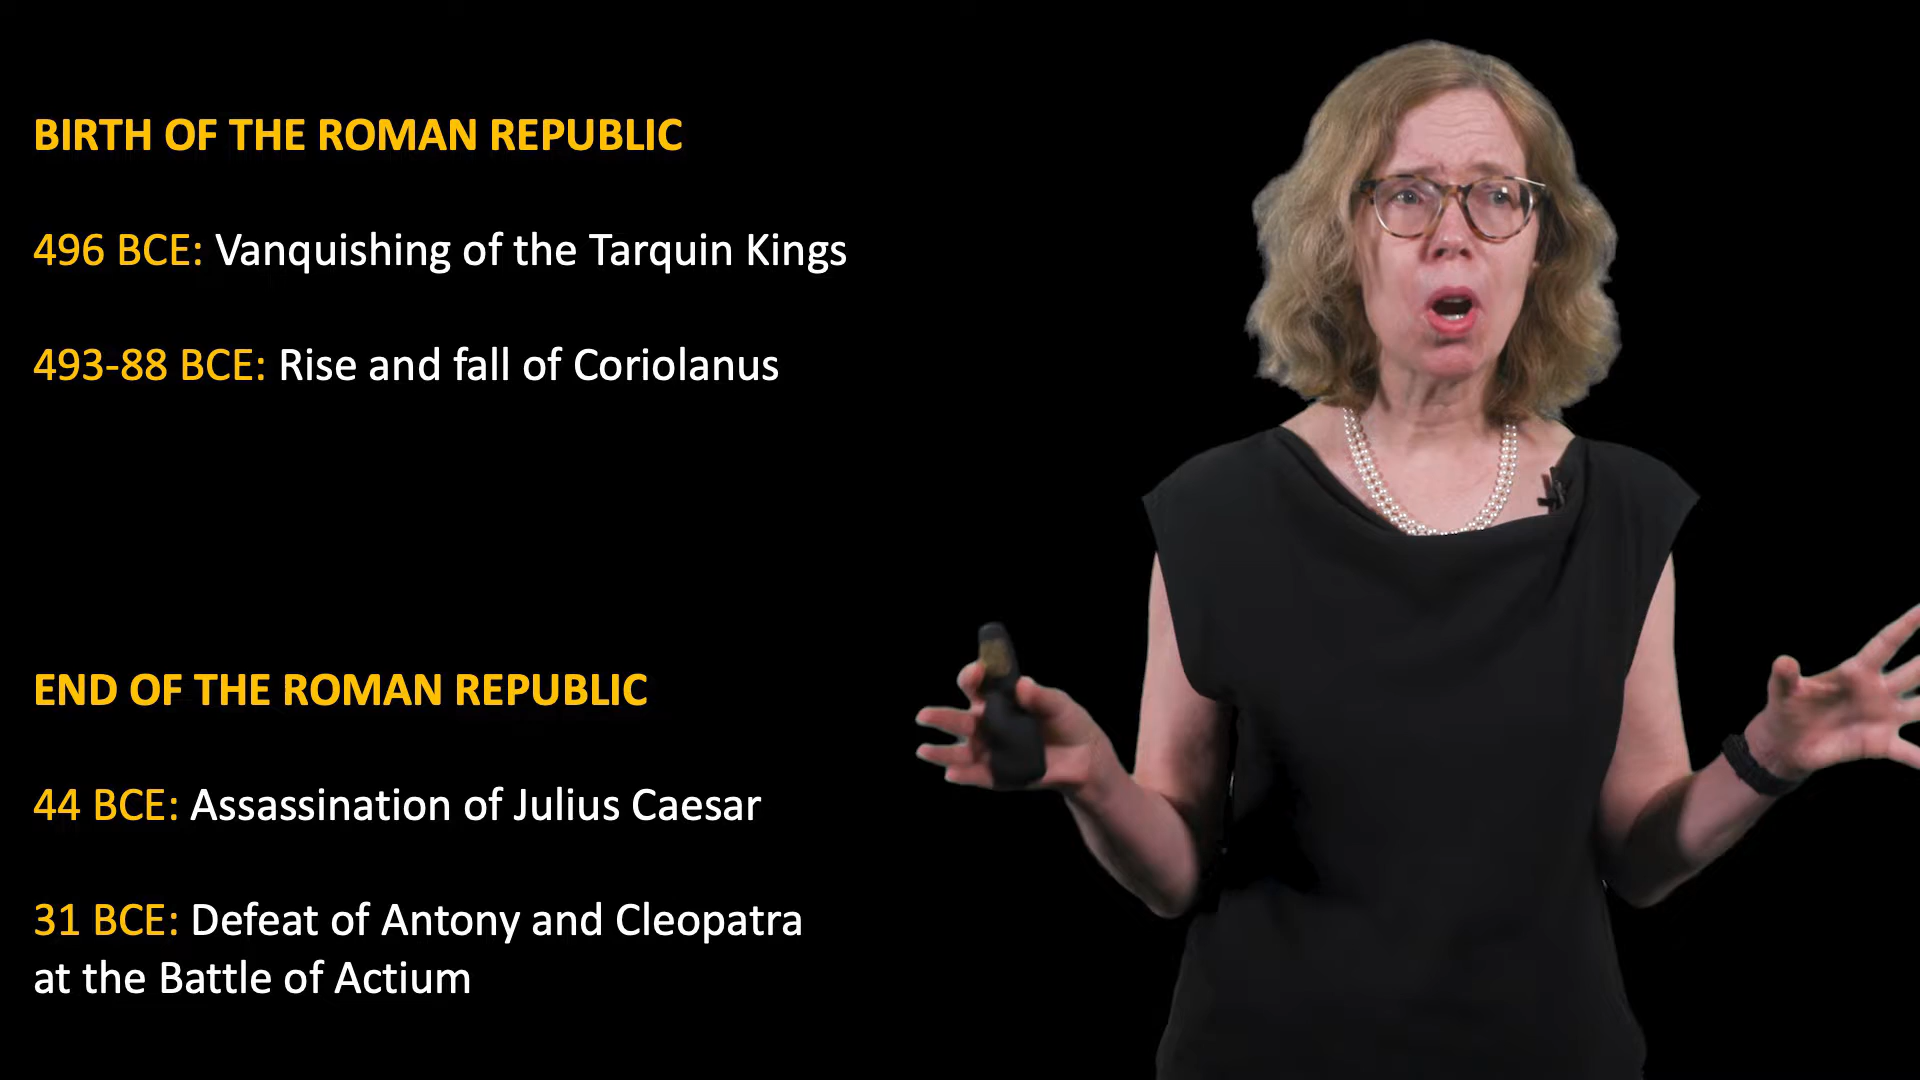 BIRTH OF THE ROMAN REPUBLIC
496 BCE: Vanquishing of the Tarquin Kings
493-88 BCE: Rise and fall of Coriolanus
END OF THE ROMAN REPUBLIC
44 BCE: Assassination of Julius Caesar
31 BCE: Defeat of Antony and Cleopatra
at the Battle of Actium